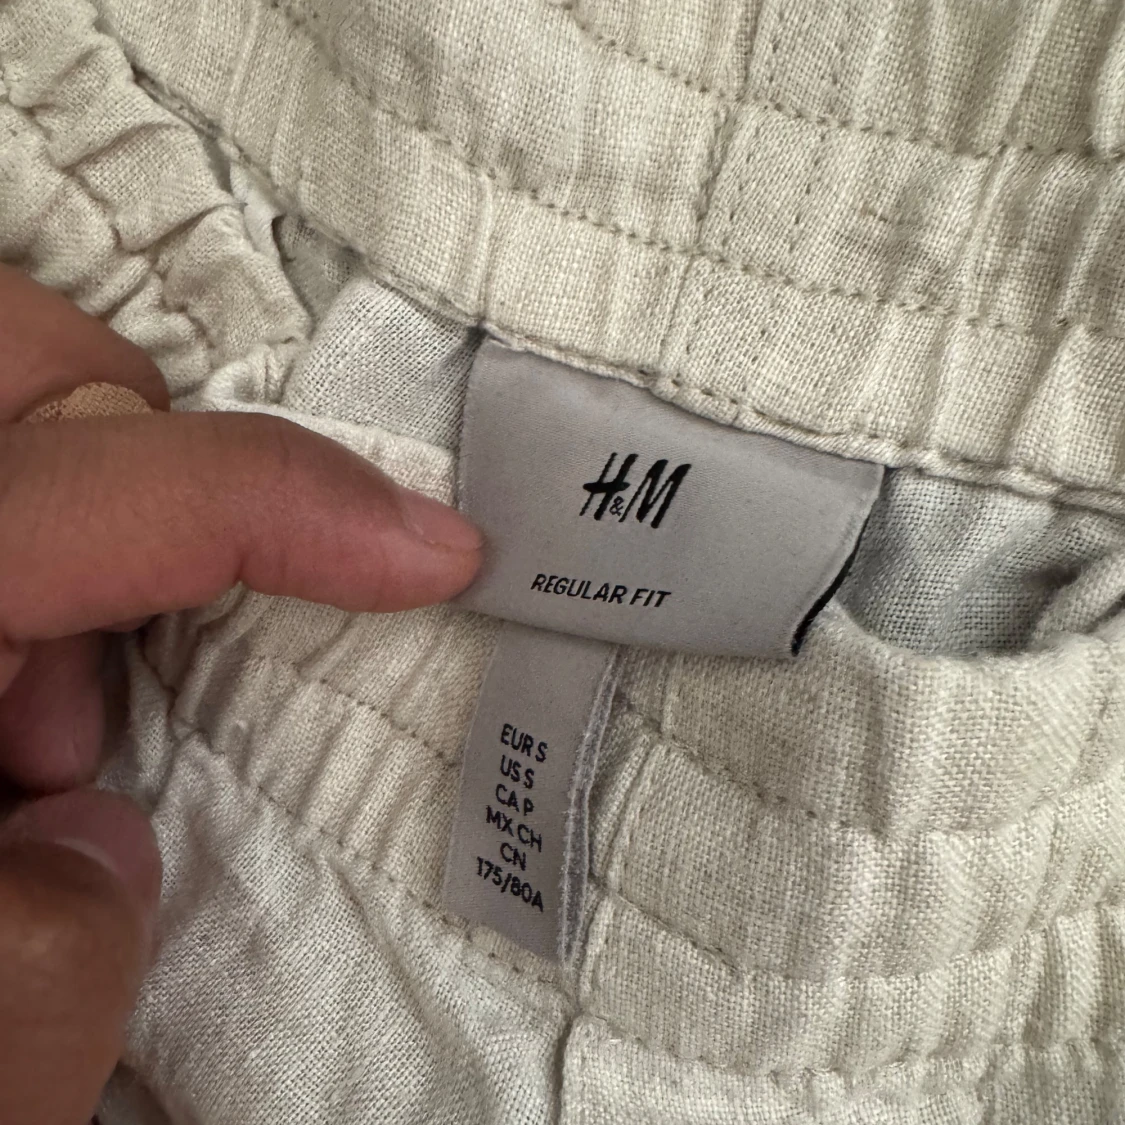 H&M
REGULAR FIT
EUR S
US S
CA P
MX CH
CN
175/80A